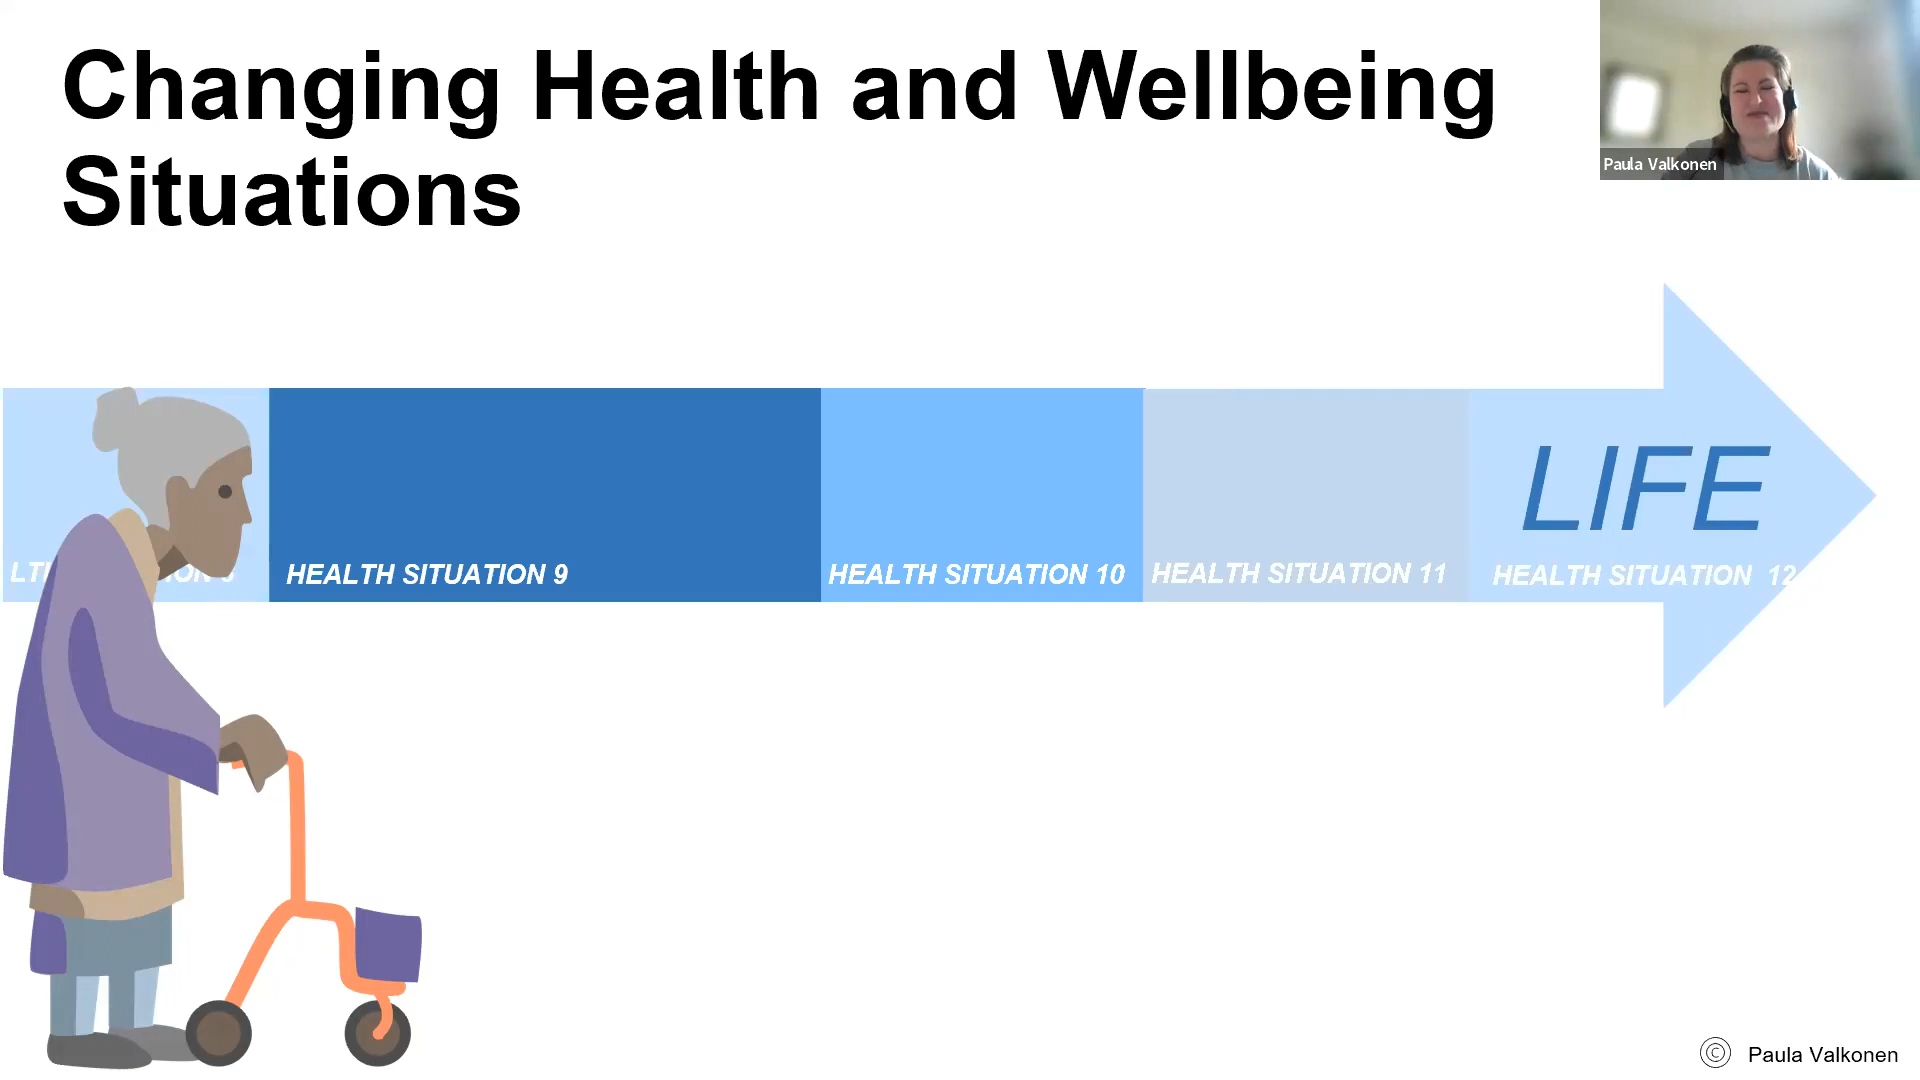 Changing Health and Wellbeing
Situations
Paula Valkonen
LIFE
HEALTH SITUATION 9
HEALTH SITUATION 10
HEALTH SITUATION 11
HEALTH SITUATION 12
© Paula Valkonen